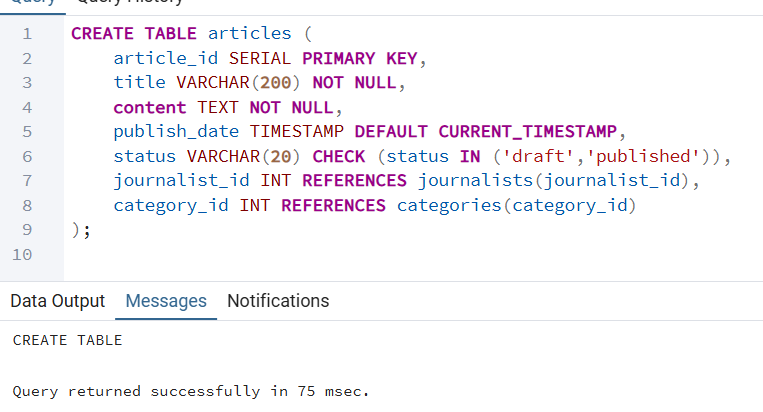 Query Query History
1 CREATE TABLE articles (
2 article_id SERIAL PRIMARY KEY,
3 title VARCHAR(200) NOT NULL,
4 content TEXT NOT NULL,
5 publish_date TIMESTAMP DEFAULT CURRENT_TIMESTAMP,
6 status VARCHAR(20) CHECK (status IN ('draft','published')),
7 journalist_id INT REFERENCES journalists(journalist_id),
8 category_id INT REFERENCES categories(category_id)
9 );
10
Data Output Messages Notifications
CREATE TABLE
Query returned successfully in 75 msec.